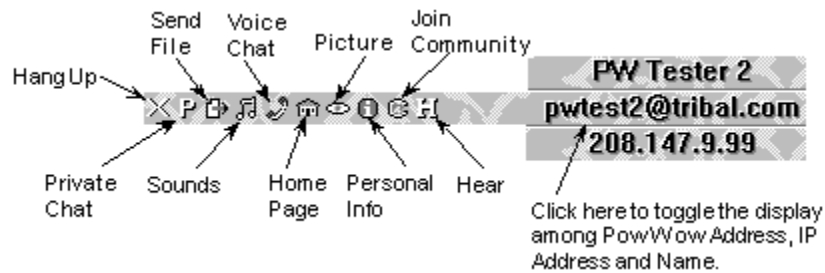 Send
File
Voice
Chat
Picture
Join
Community
HangUp
P
H
PW Tester 2
pwtest2@tribal.com
208.147.9.99
Private
Chat
Sounds
Home
Page
Personal
Info
Hear
Click here to toggle the display
among PowWow Address, IP
Address and Name.